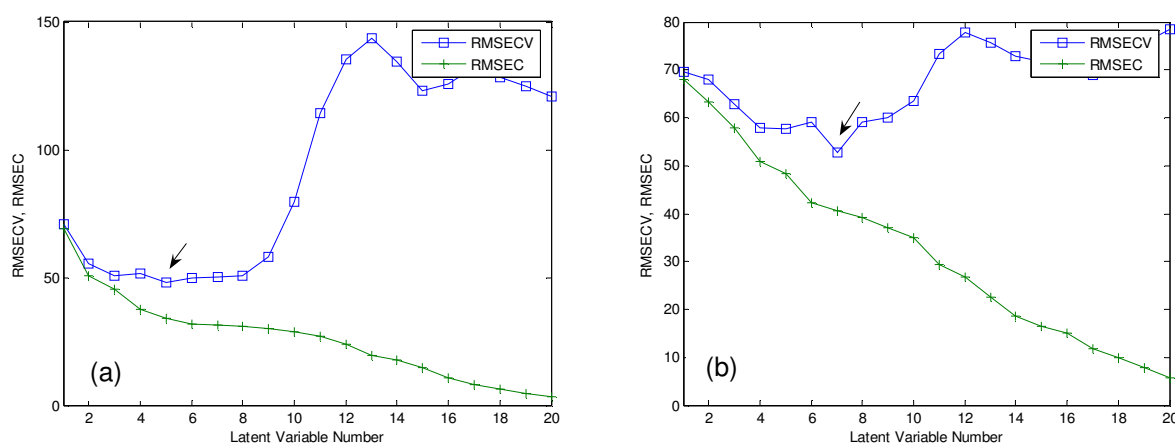 150
100
50
0
RMSECV, RMSEC
RMSECV
RMSEC
(a)
2 4 6 8 10 12 14 16 18 20
Latent Variable Number
80
70
60
50
40
30
20
10
0
RMSECV, RMSEC
RMSECV
RMSEC
(b)
2 4 6 8 10 12 14 16 18 20
Latent Variable Number